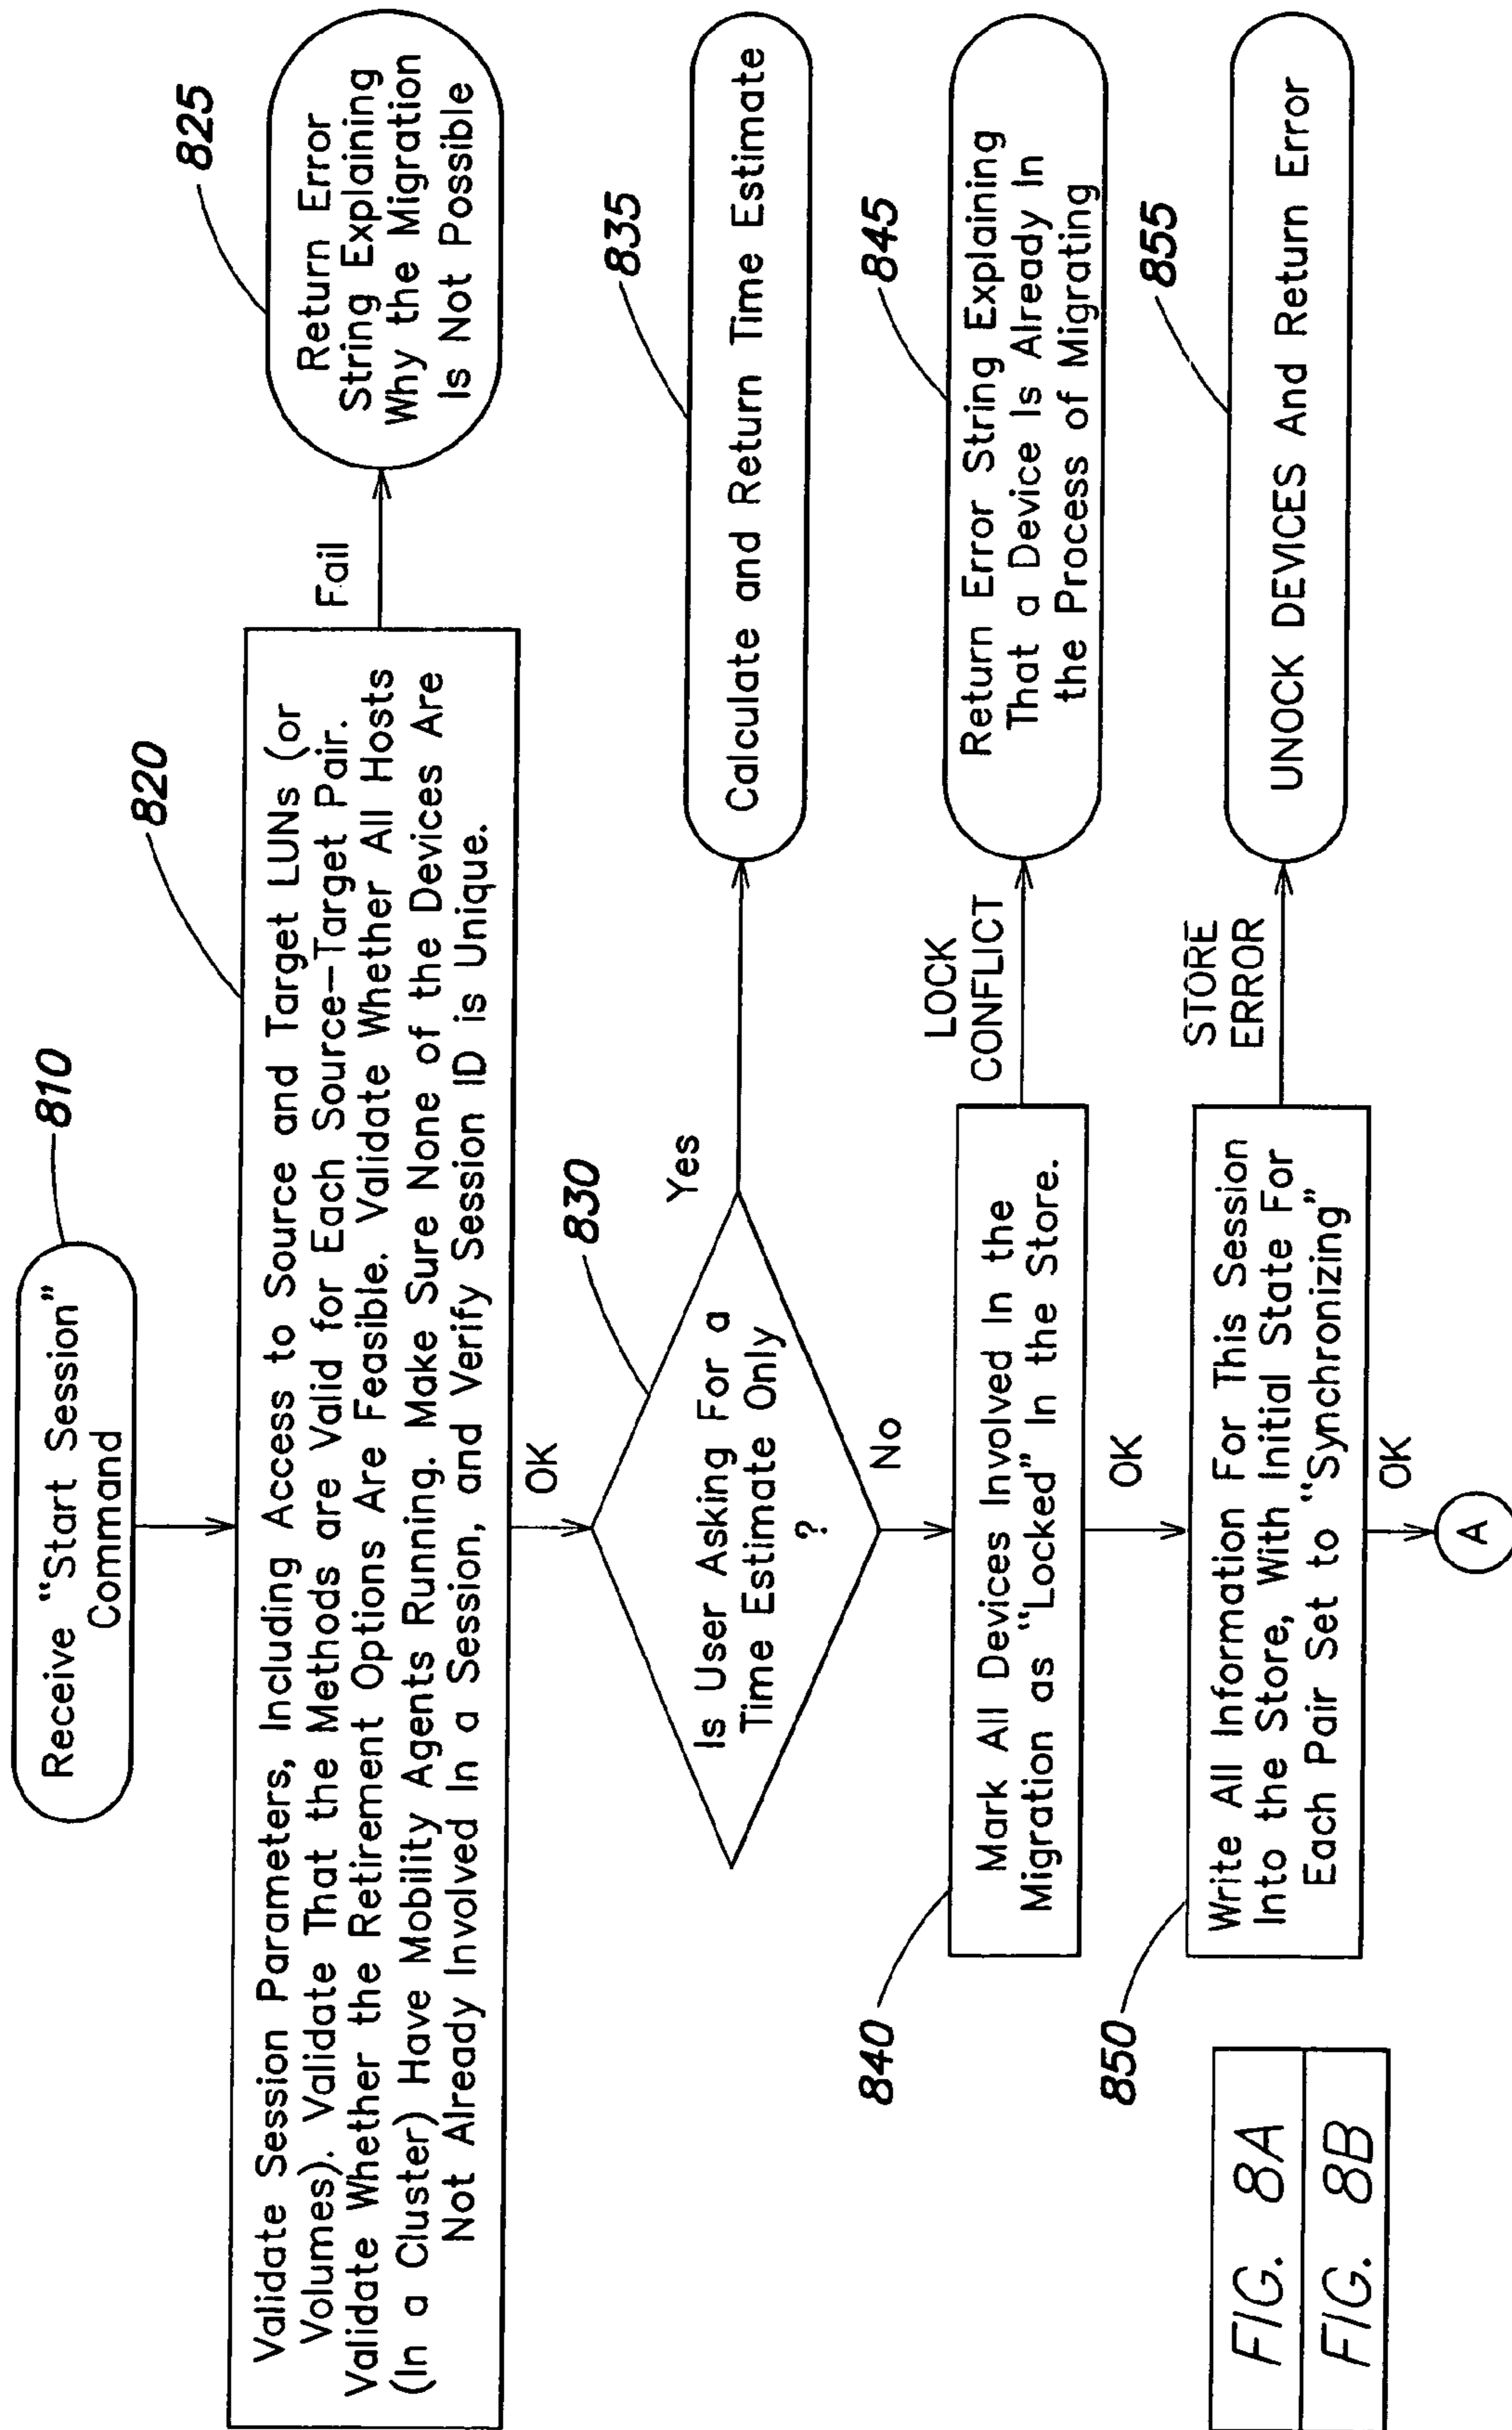 Receive “Start Session”
Command
810
820
Validate Session Parameters, Including Access to Source and Target LUNs (or
Volumes). Validate That the Methods are Valid for Each Source–Target Pair.
Validate Whether the Retirement Options Are Feasible. Validate Whether All Hosts
(In a Cluster) Have Mobility Agents Running. Make Sure None of the Devices Are
Not Already Involved In a Session, and Verify Session ID is Unique.
Fail
825
Return Error
String Explaining
Why the Migration
Is Not Possible
OK
830
Is User Asking For a
Time Estimate Only
?
Yes
835
Calculate and Return Time Estimate
No
840
Mark All Devices Involved In the
Migration as “Locked” In the Store.
LOCK
CONFLICT
845
Return Error String Explaining
That a Device Is Already In
the Process of Migrating
OK
850
Write All Information For This Session
Into the Store, With Initial State For
Each Pair Set to “Synchronizing”
STORE
ERROR
855
UNOCK DEVICES And Return Error
OK
A
FIG. 8A
FIG. 8B